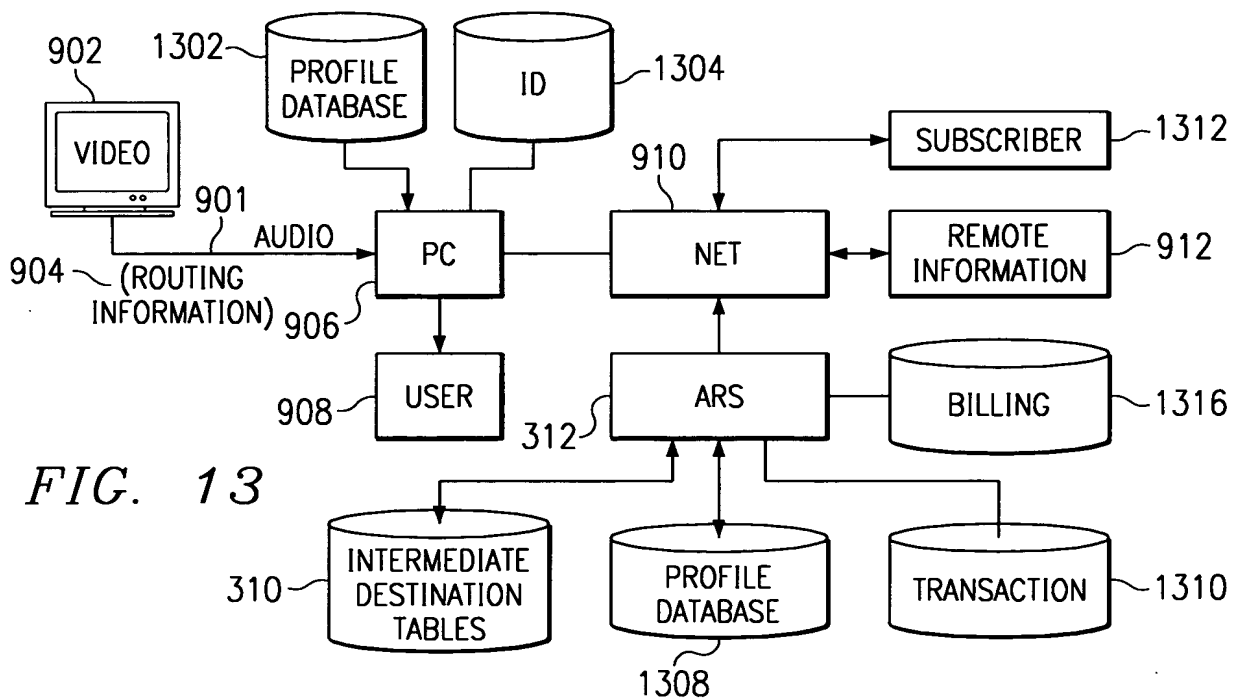 902
1302
PROFILE
DATABASE
ID
1304
VIDEO
SUBSCRIBER
1312
910
901
AUDIO
PC
NET
REMOTE
INFORMATION
912
904
(ROUTING
INFORMATION)
906
USER
908
ARS
312
BILLING
1316
FIG. 13
INTERMEDIATE
DESTINATION
TABLES
310
PROFILE
DATABASE
1308
TRANSACTION
1310